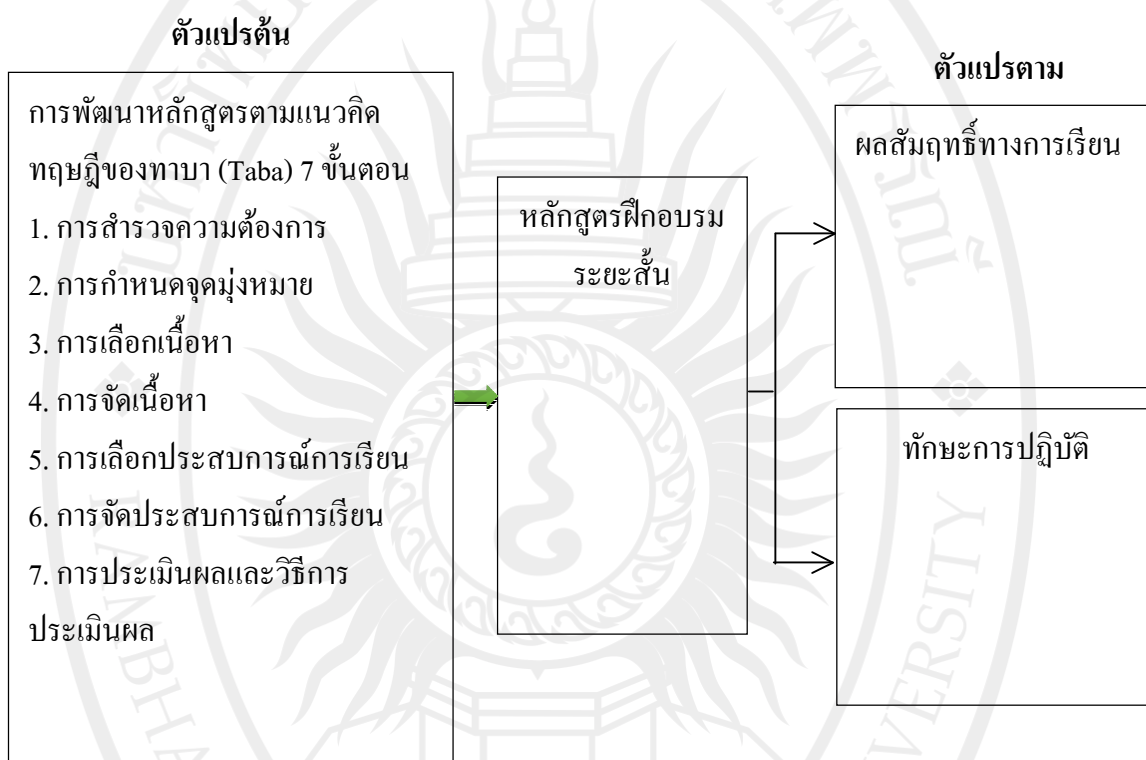 ตัวแปรต้น
การพัฒนาหลักสูตรตามแนวคิด
ทฤษฎีของทาบา (Taba) 7 ขั้นตอน
1. การสำรวจความต้องการ
2. การกำหนดจุดมุ่งหมาย
3. การเลือกเนื้อหา
4. การจัดเนื้อหา
5. การเลือกประสบการณ์การเรียน
6. การจัดประสบการณ์การเรียน
7. การประเมินผลและวิธีการ
ประเมินผล
หลักสูตรฝึกอบรม
ระยะสั้น
ตัวแปรตาม
ผลสัมฤทธิ์ทางการเรียน
ทักษะการปฏิบัติ